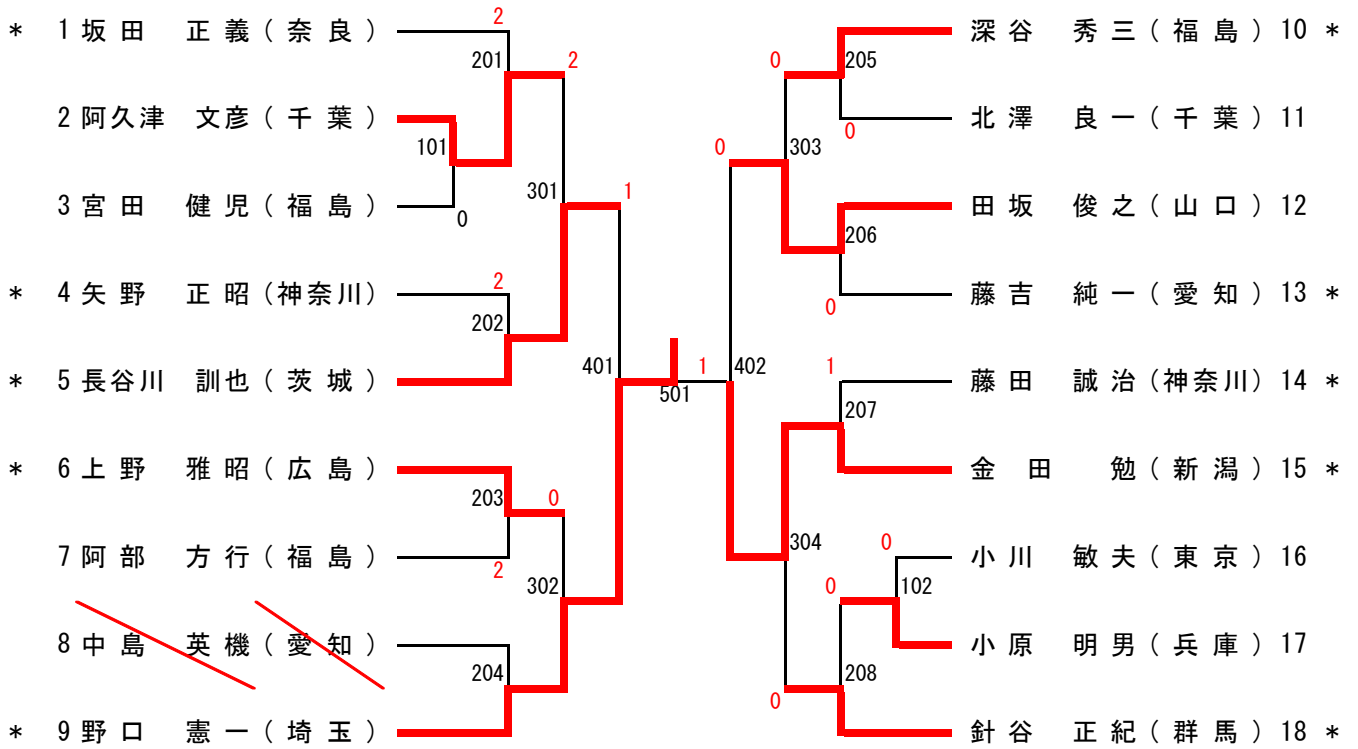 * 1 坂田 正義(奈良)
2 阿久津 文彦(千葉)
3 宮田 健児(福島)
* 4 矢野 正昭(神奈川)
* 5 長谷川 訓也(茨城)
* 6 上野 雅昭(広島)
7 阿部 方行(福島)
8 中島 英機(愛知)
* 9 野口 憲一(埼玉)
2
201
2
101
0
301
1
2
202
401
203
0
2
302
204
501
1
402
0
0
205
0
303
206
0
1
207
304
0
102
0
208
0
深谷 秀三(福島) 10 *
北澤 良一(千葉) 11
田坂 俊之(山口) 12
藤吉 純一(愛知) 13 *
藤田 誠治(神奈川) 14 *
金田 勉(新潟) 15 *
小川 敏夫(東京) 16
小原 明男(兵庫) 17
針谷 正紀(群馬) 18 *